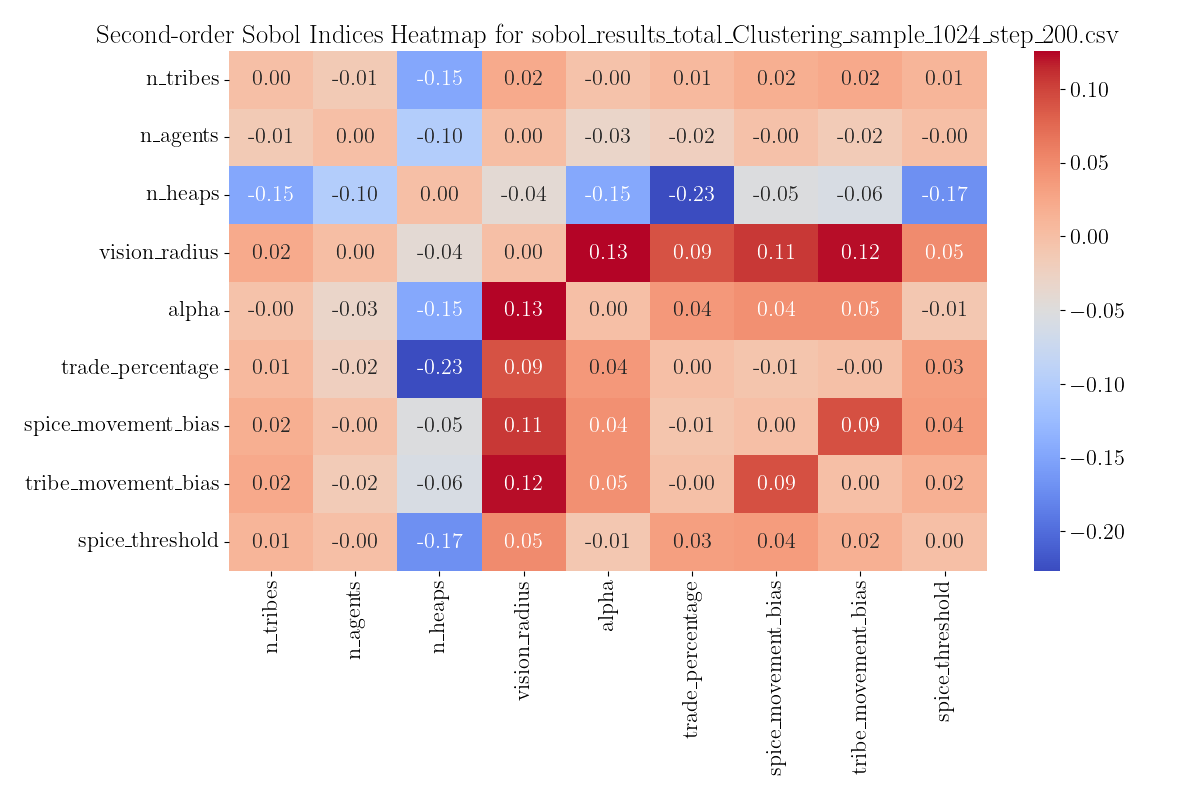 Second-order Sobol Indices Heatmap for sobol_results_total_Clustering_sample_1024_step_200.csv
n_tribes 0.00 -0.01 -0.15 0.02 -0.00 0.01 0.02 0.02 0.01
n_agents -0.01 0.00 -0.10 0.00 -0.03 -0.02 -0.00 -0.02 -0.00
n_heaps -0.15 -0.10 0.00 -0.04 -0.15 -0.23 -0.05 -0.06 -0.17
vision_radius 0.02 0.00 -0.04 0.00 0.13 0.09 0.11 0.12 0.05
alpha -0.00 -0.03 -0.15 0.13 0.00 0.04 0.04 0.05 -0.01
trade_percentage 0.01 -0.02 -0.23 0.09 0.04 0.00 -0.01 -0.00 0.03
spice_movement_bias 0.02 -0.00 -0.05 0.11 0.04 -0.01 0.00 0.09 0.04
tribe_movement_bias 0.02 -0.02 -0.06 0.12 0.05 -0.00 0.09 0.00 0.02
spice_threshold 0.01 -0.00 -0.17 0.05 -0.01 0.03 0.04 0.02 0.00
n_tribes
n_agents
n_heaps
vision_radius
alpha
trade_percentage
spice_movement_bias
tribe_movement_bias
spice_threshold
0.10
0.05
0.00
−0.05
−0.10
−0.15
−0.20